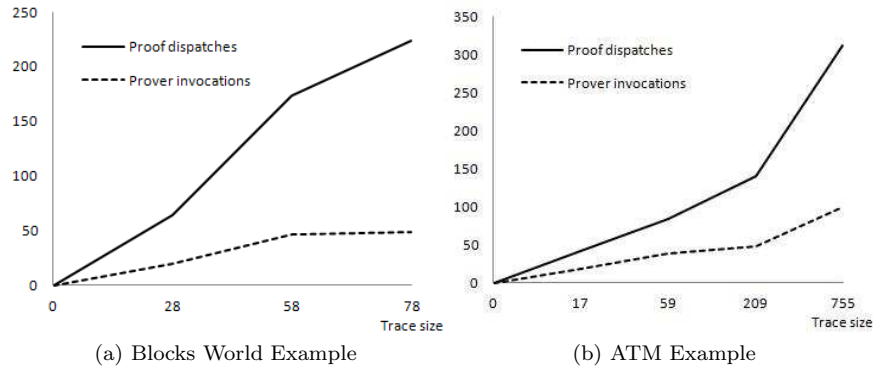 250
200
150
100
50
0
Proof dispatches
Prover invocations
0 28 58 78
Trace size
(a) Blocks World Example
350
300
250
200
150
100
50
0
Proof dispatches
Prover invocations
0 17 59 209 755
Trace size
(b) ATM Example